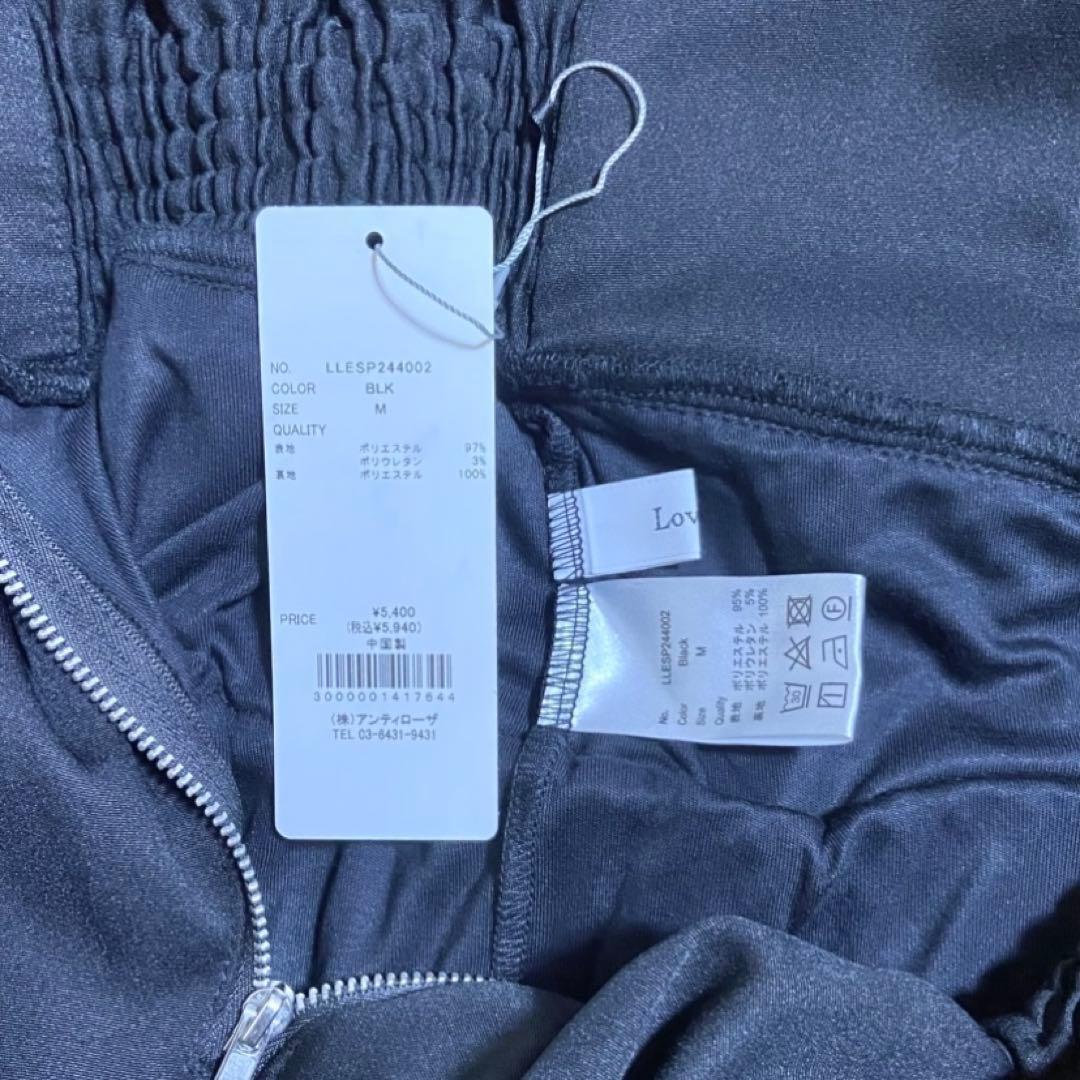 NO. LLESP244002
COLOR BLK
SIZE M
QUALITY
表地 ポリエステル 97%
ポリウレタン 3%
裏地 ポリエステル 100%
PRICE ¥5,400
(税込¥5,940)
中国製
3000001417644
(株)アンティローザ
TEL 03-6431-9431
Lov
No. LLESP244002
Color Black
Size M
Quality
表地 ポリエステル 95%
ポリウレタン 5%
裏地 ポリエステル 100%
30
F